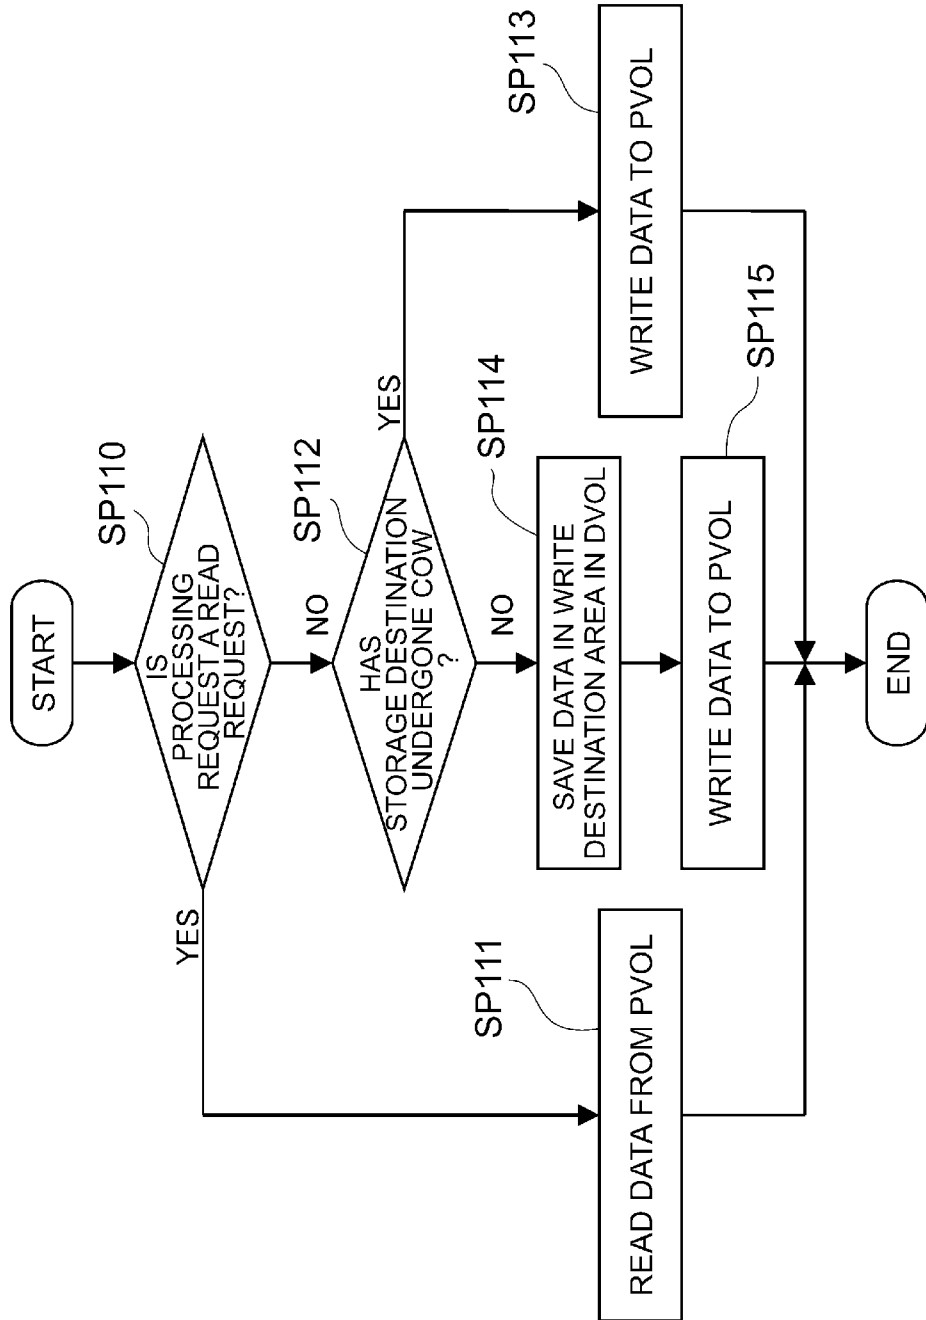 START
SP110
IS
PROCESSING
REQUEST A READ
REQUEST?
YES
NO
SP112
HAS
STORAGE DESTINATION
UNDERGONE COW
?
YES
NO
SP111
READ DATA FROM PVOL
SP114
SAVE DATA IN WRITE
DESTINATION AREA IN DVOL
SP113
WRITE DATA TO PVOL
SP115
WRITE DATA TO PVOL
END